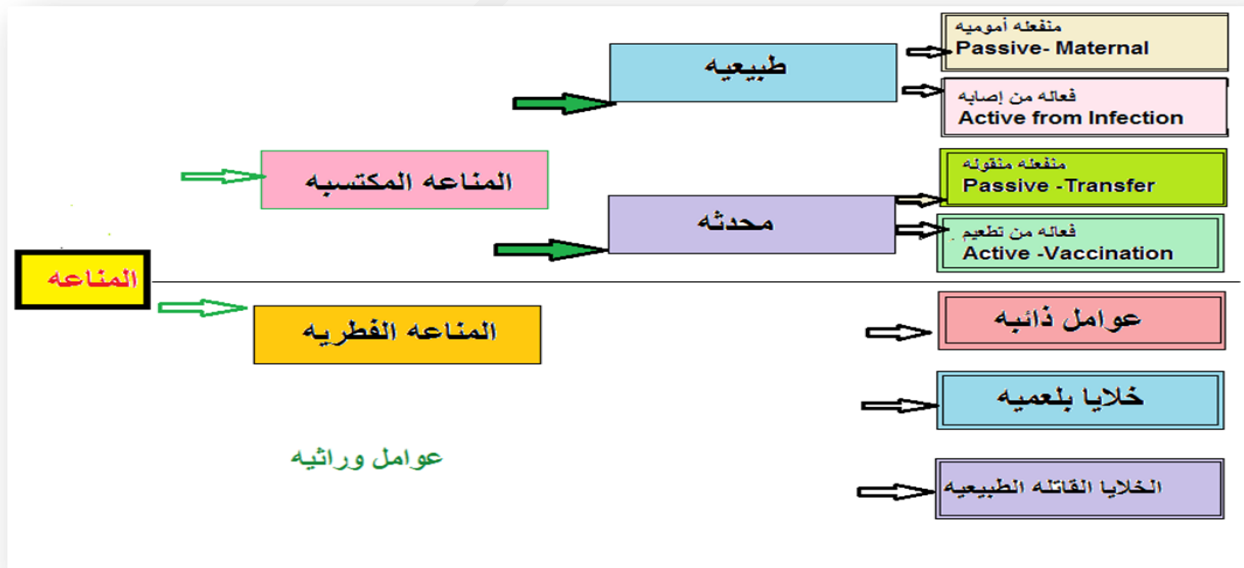 منفعله أموميه
Passive- Maternal
طبيعيه
فعاله من إصابه
Active from Infection
المناعه المكتسبه
منفعله منقوله
Passive -Transfer
محدثه
فعاله من تطعيم
Active -Vaccination
المناعه
المناعه الفطريه
عوامل ذائبه
خلايا بلعميه
عوامل وراثيه
الخلايا القاتله الطبيعيه